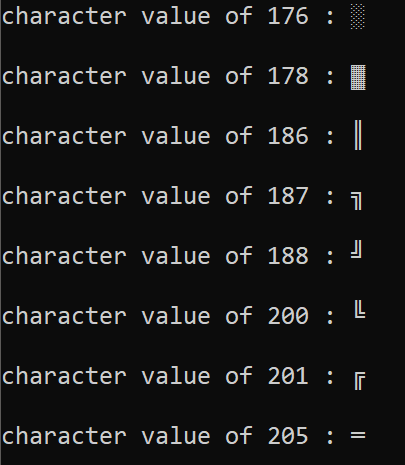 character value of 176 : ░
character value of 178 : ▓
character value of 186 : ║
character value of 187 : ╗
character value of 188 : ╝
character value of 200 : ╚
character value of 201 : ╔
character value of 205 : ═